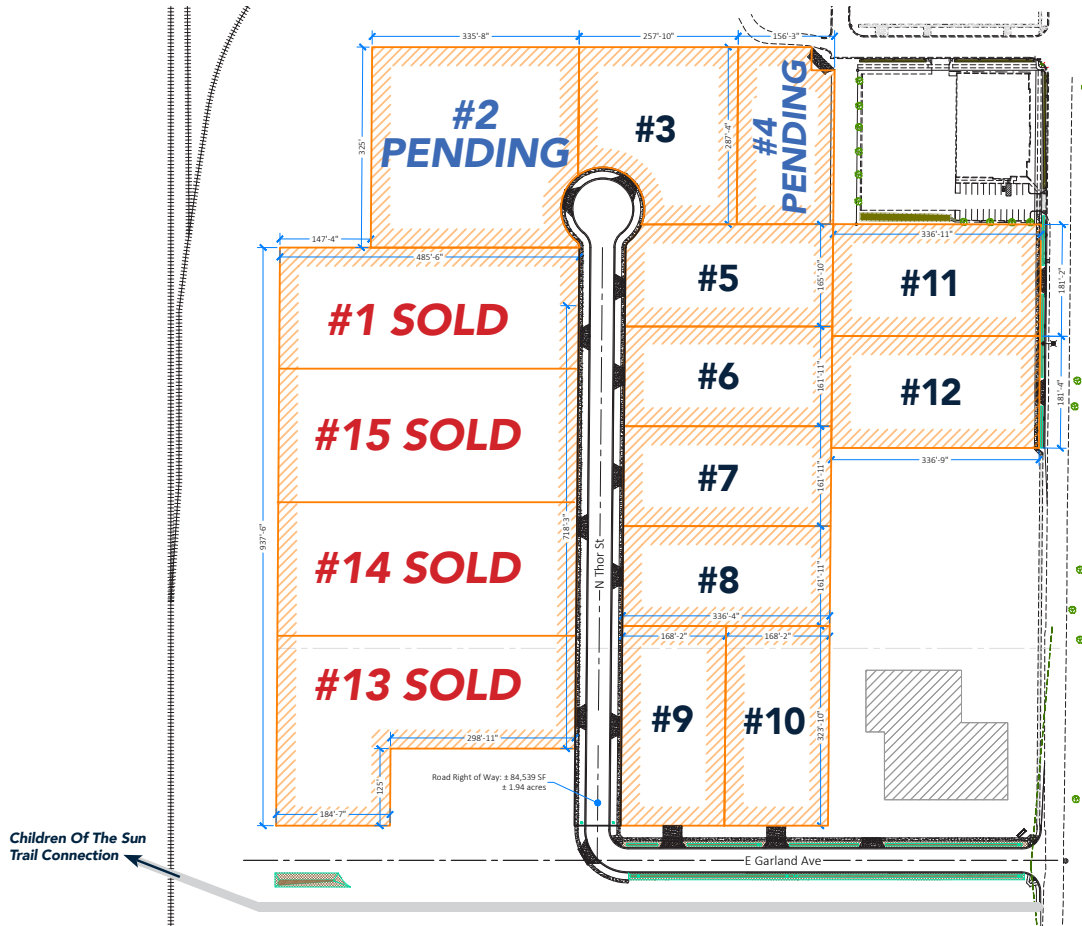 335'-8"
257'-10"
156'-3"
#2
PENDING
#3
#4
PENDING
325'
287'-4"
147'-4"
485'-6"
336'-11"
#1 SOLD
#5
165'-10"
#11
181'-2"
#6
161'-11"
#12
181'-4"
#15 SOLD
336'-9"
#7
161'-11"
937'-6"
718'-3"
N Thor St
#14 SOLD
#8
161'-11"
336'-4"
168'-2"
168'-2"
#13 SOLD
#9
#10
323'-10"
298'-11"
125'
184'-7"
Road Right of Way: ± 84,539 SF
± 1.94 acres
Children Of The Sun
Trail Connection
E Garland Ave